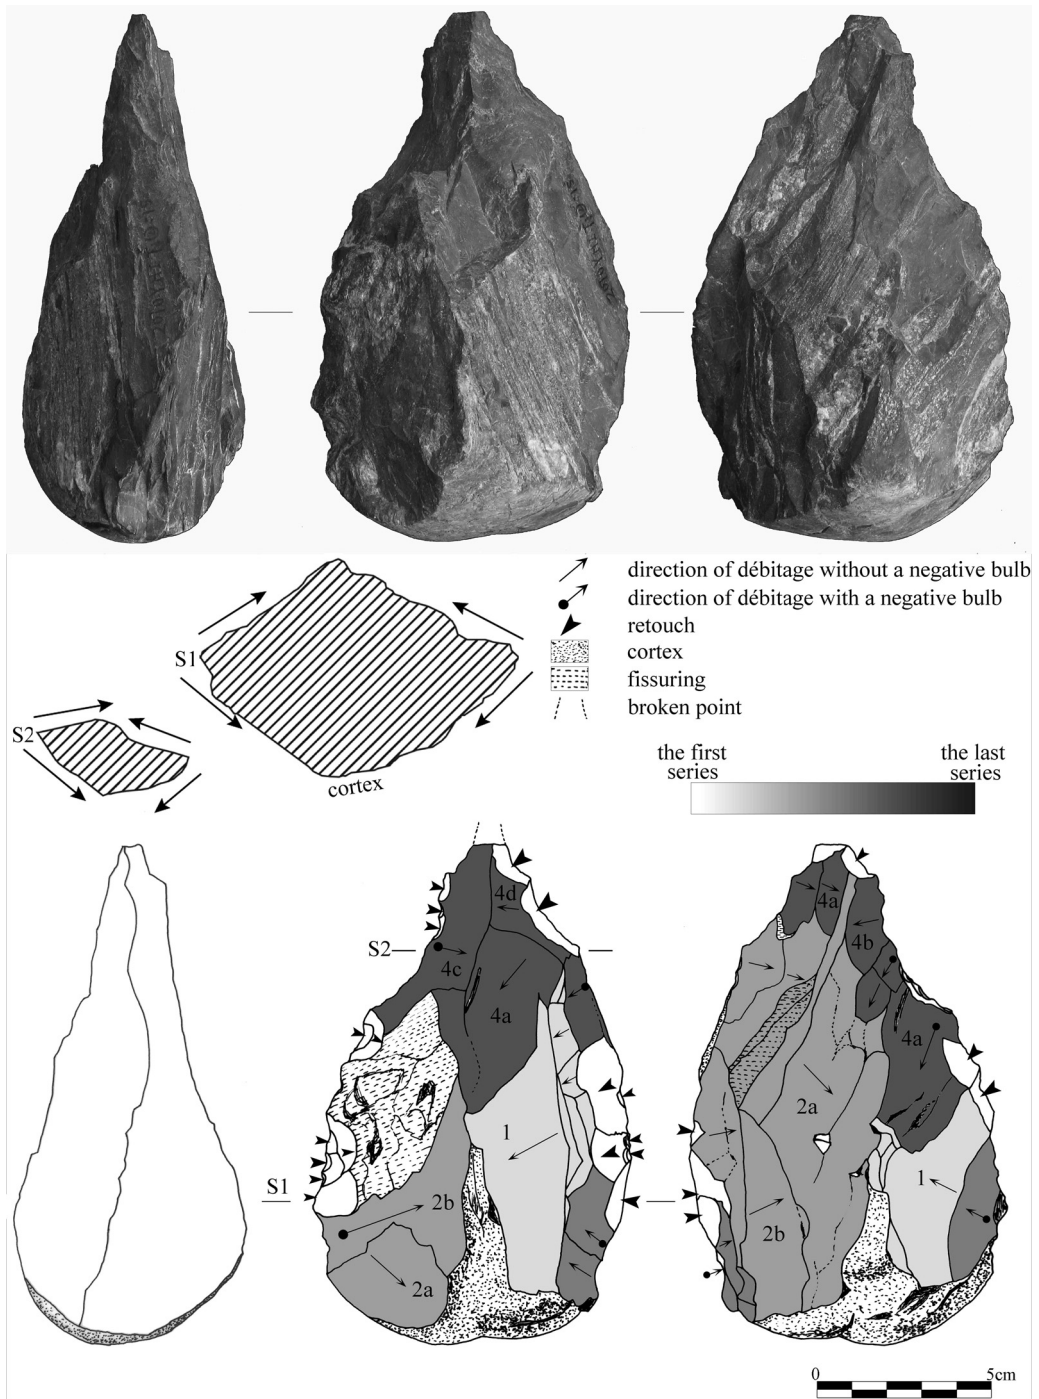 direction of débitage without a negative bulb
direction of débitage with a negative bulb
retouch
cortex
fissuring
broken point
S1
S2
cortex
the first
series
the last
series
4d
4a
S2
4c
4b
4a
4a
2a
1
1
S1
2b
2b
2a
0
5cm